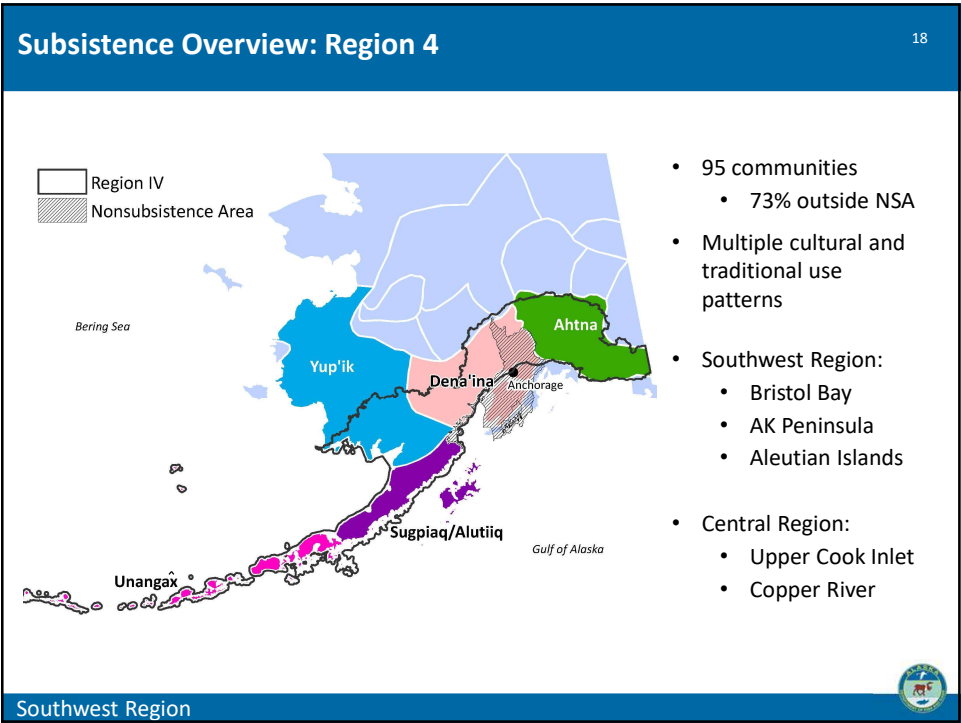 Subsistence Overview: Region 4
18
Region IV
Nonsubsistence Area
Bering Sea
Yup'ik
Dena'ina
Ahtna
Anchorage
Sugpiaq/Alutiiq
Gulf of Alaska
Unangax̂
• 95 communities
• 73% outside NSA
• Multiple cultural and
traditional use
patterns
• Southwest Region:
• Bristol Bay
• AK Peninsula
• Aleutian Islands
• Central Region:
• Upper Cook Inlet
• Copper River
ALASKA
Southwest Region